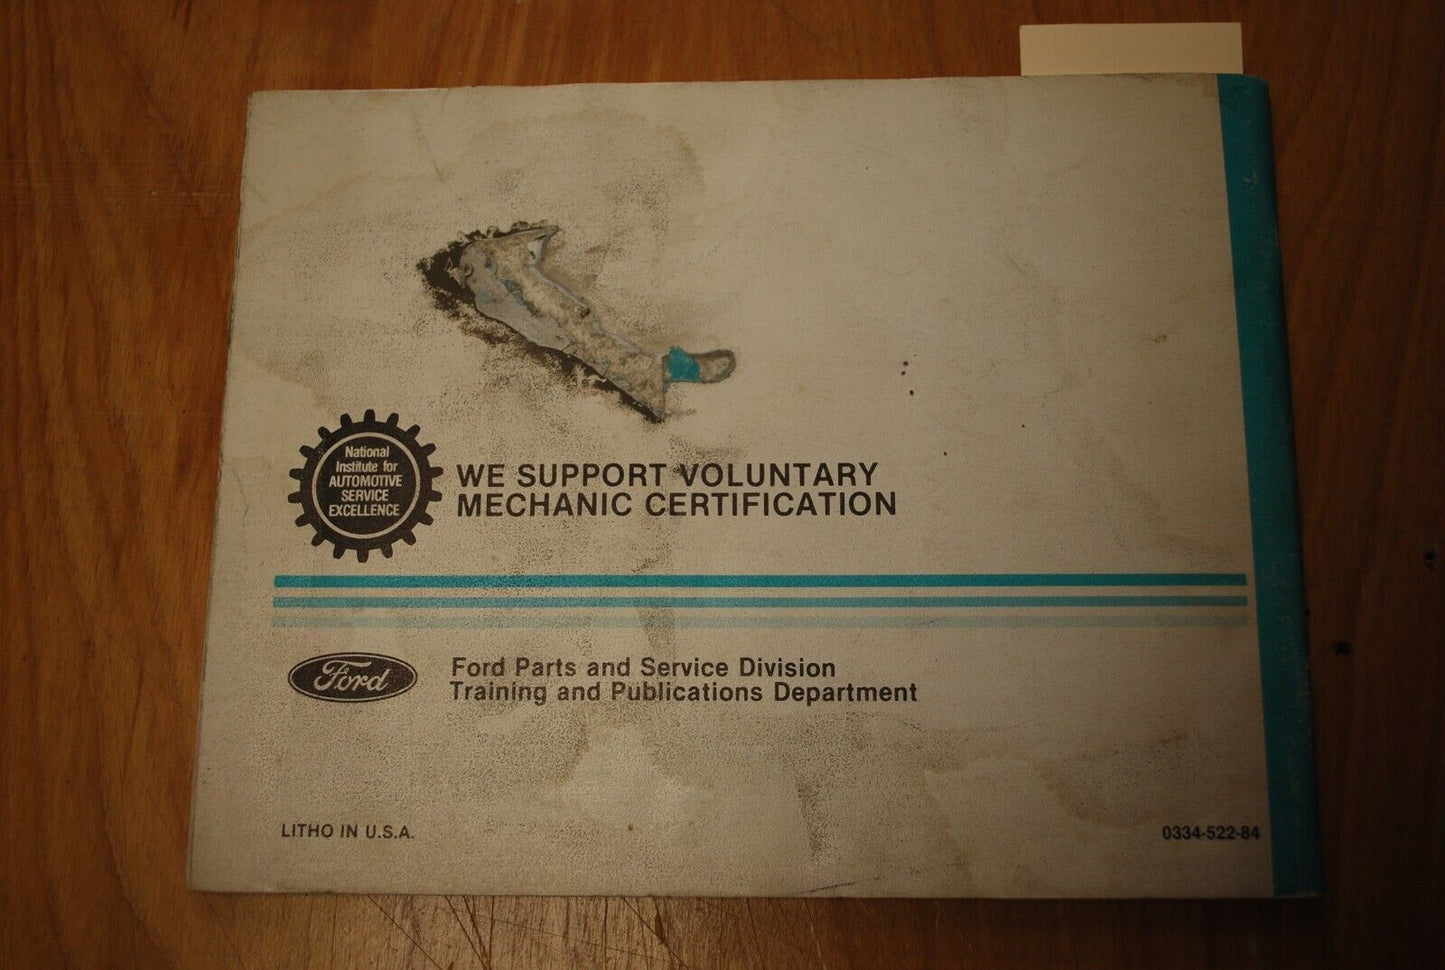 National
Institute for
AUTOMOTIVE
SERVICE
EXCELLENCE
WE SUPPORT VOLUNTARY
MECHANIC CERTIFICATION
Ford
Ford Parts and Service Division
Training and Publications Department
LITHO IN U.S.A.
0334-522-84